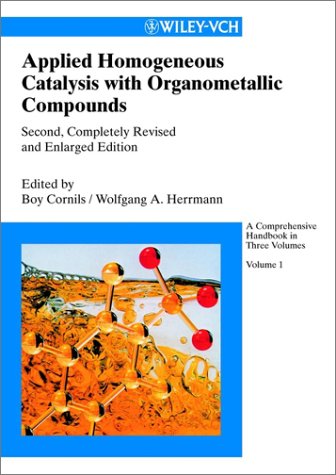 WILEY-VCH
Applied Homogeneous
Catalysis with Organometallic
Compounds
Second, Completely Revised
and Enlarged Edition
Edited by
Boy Cornils / Wolfgang A. Herrmann
A Comprehensive
Handbook in
Three Volumes
Volume 1